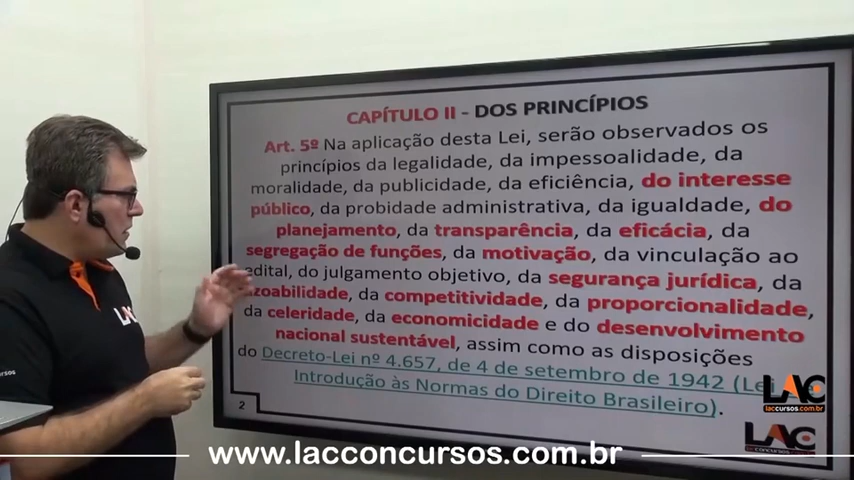 CAPÍTULO II - DOS PRINCÍPIOS
Art. 5º Na aplicação desta Lei, serão observados os
princípios da legalidade, da impessoalidade, da
moralidade, da publicidade, da eficiência, do interesse
público, da probidade administrativa, da igualdade, do
planejamento, da transparência, da eficácia, da
segregação de funções, da motivação, da vinculação ao
edital, do julgamento objetivo, da segurança jurídica, da
zoabilidade, da competitividade, da proporcionalidade,
da celeridade, da economicidade e do desenvolvimento
nacional sustentável, assim como as disposições
do Decreto-Lei nº 4.657, de 4 de setembro de 1942 (Lei
Introdução às Normas do Direito Brasileiro).
2
LAC
laccursos.com.br
LAC
LAC
www.lacconcursos.com.br